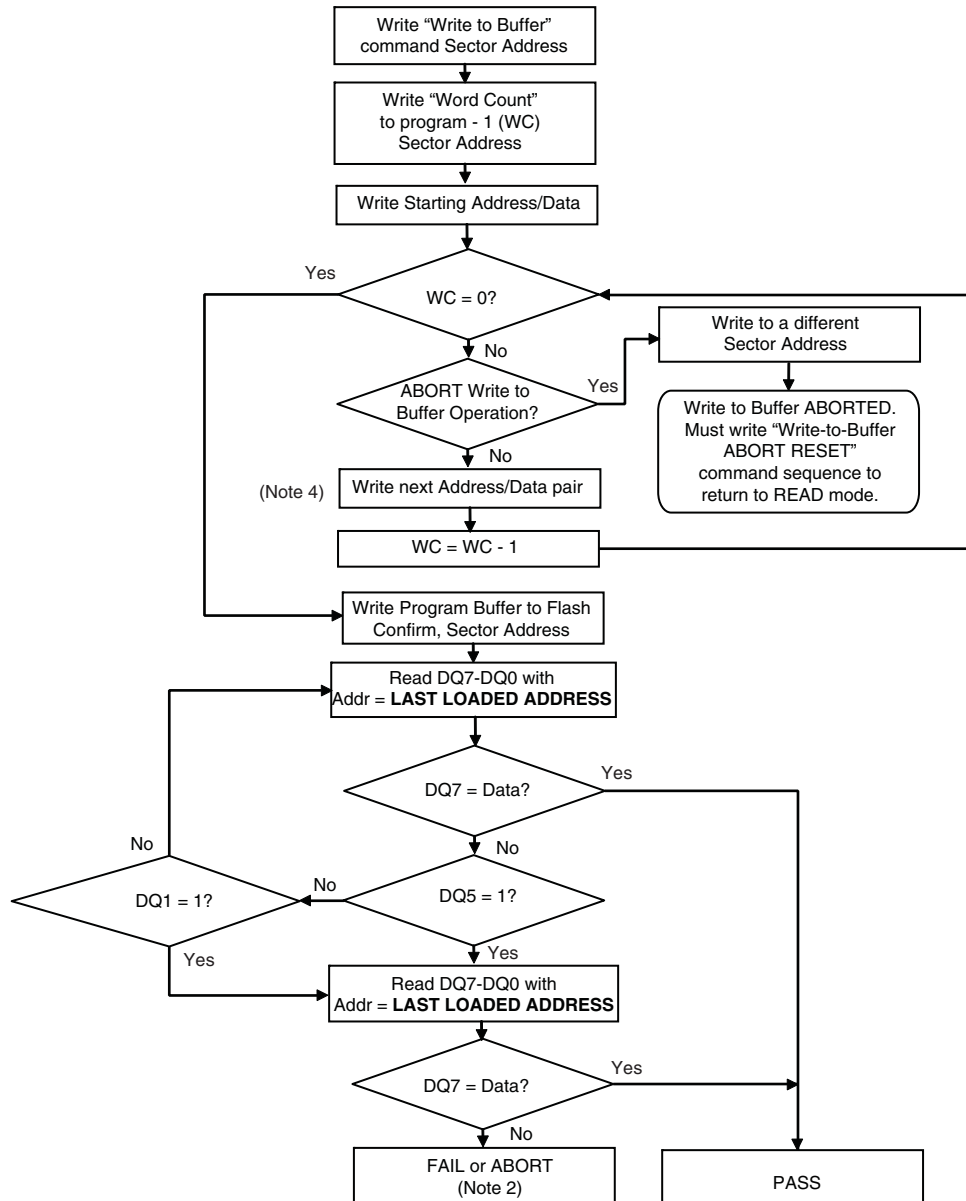 Write “Write to Buffer”
command Sector Address
Write “Word Count”
to program - 1 (WC)
Sector Address
Write Starting Address/Data
Yes
WC = 0?
No
Write to a different
Sector Address
ABORT Write to
Buffer Operation?
Yes
Write to Buffer ABORTED.
Must write “Write-to-Buffer
ABORT RESET”
command sequence to
return to READ mode.
No
(Note 4)
Write next Address/Data pair
WC = WC - 1
Write Program Buffer to Flash
Confirm, Sector Address
Read DQ7-DQ0 with
Addr = LAST LOADED ADDRESS
DQ7 = Data?
Yes
No
No
DQ1 = 1?
No
DQ5 = 1?
Yes
Yes
Read DQ7-DQ0 with
Addr = LAST LOADED ADDRESS
DQ7 = Data?
Yes
No
FAIL or ABORT
(Note 2)
PASS